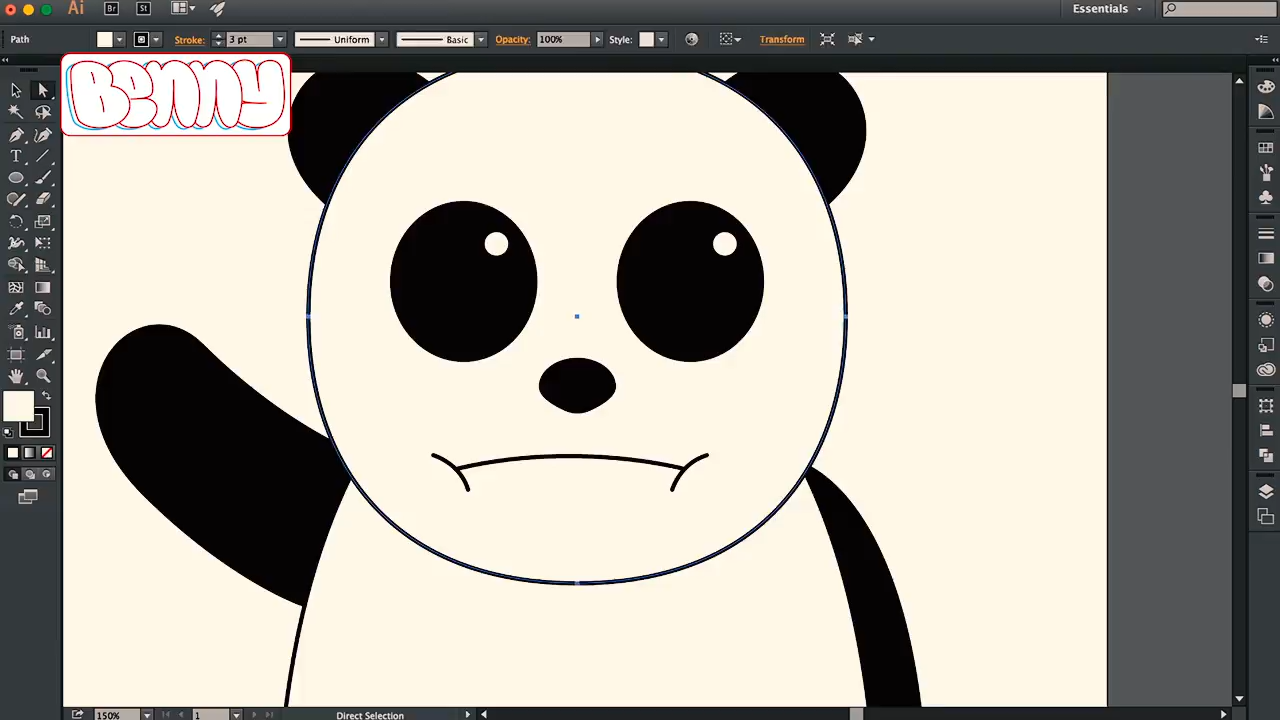 Ai Br St Essentials
Path Stroke: 3 pt Uniform Basic Opacity: 100% Style: Transform
BENNY
T
150% 1 Direct Selection